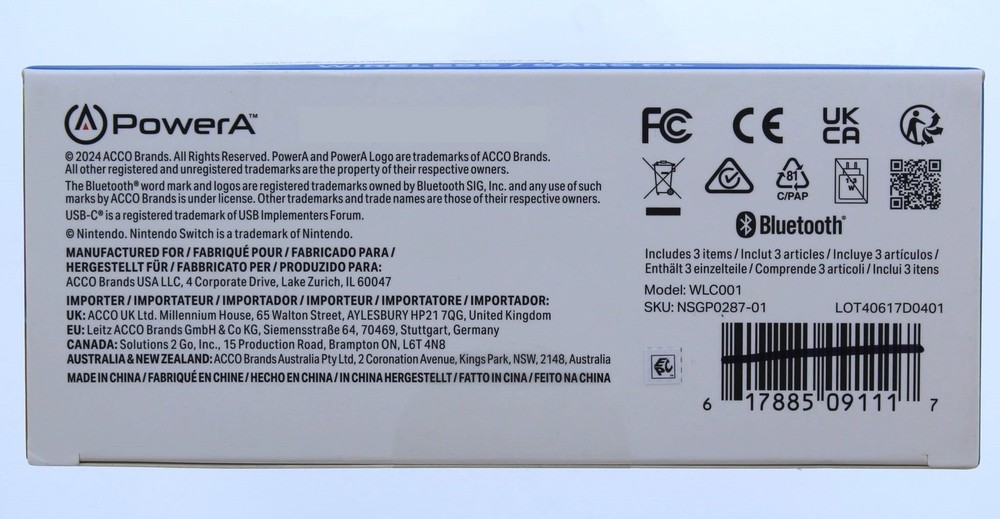 PowerA™
© 2024 ACCO Brands. All Rights Reserved. PowerA and PowerA Logo are trademarks of ACCO Brands.
All other registered and unregistered trademarks are the property of their respective owners.
The Bluetooth® word mark and logos are registered trademarks owned by Bluetooth SIG, Inc. and any use of such
marks by ACCO Brands is under license. Other trademarks and trade names are those of their respective owners.
USB-C® is a registered trademark of USB Implementers Forum.
© Nintendo. Nintendo Switch is a trademark of Nintendo.
MANUFACTURED FOR / FABRIQUÉ POUR / FABRICADO PARA /
HERGESTELLT FÜR / FABBRICATO PER / PRODUZIDO PARA:
ACCO Brands USA LLC, 4 Corporate Drive, Lake Zurich, IL 60047
IMPORTER / IMPORTATEUR / IMPORTADOR / IMPORTEUR / IMPORTATORE / IMPORTADOR:
UK: ACCO UK Ltd. Millennium House, 65 Walton Street, AYLESBURY HP21 7QG, United Kingdom
EU: Leitz ACCO Brands GmbH & Co KG, Siemensstraße 64, 70469, Stuttgart, Germany
CANADA: Solutions 2 Go, Inc., 15 Production Road, Brampton ON, L6T 4N8
AUSTRALIA & NEW ZEALAND: ACCO Brands Australia Pty Ltd, 2 Coronation Avenue, Kings Park, NSW, 2148, Australia
MADE IN CHINA / FABRIQUÉ EN CHINE / HECHO EN CHINA / IN CHINA HERGESTELLT / FATTO IN CINA / FEITO NA CHINA
FC CE UK
CA
81
C/PAP
Bluetooth®
Includes 3 items / Inclut 3 articles / Incluye 3 artículos /
Enthält 3 einzelteile / Comprende 3 articoli / Inclui 3 itens
Model: WLC001
SKU: NSGP0287-01 LOT40617D0401
6 17885 09111 7